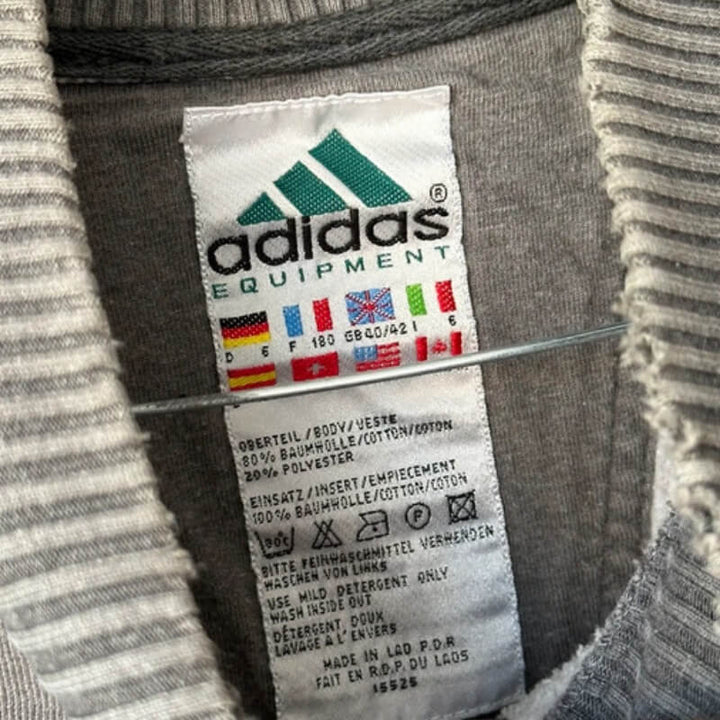 adidas®
EQUIPMENT
D 6 F 180 GB40/42 I 6
OBERTEIL/BODY/VESTE
80% BAUMWOLLE/COTTON/COTON
20% POLYESTER
EINSATZ/INSERT/EMPIECEMENT
100% BAUMWOLLE/COTTON/COTON
30C P
BITTE FEINWASCHMITTEL VERWENDEN
WASCHEN VON LINKS
USE MILD DETERGENT ONLY
WASH INSIDE OUT
DÉTERGENT DOUX
LAVAGE A L'ENVERS
MADE IN LAO P.D.R
FAIT EN R.D.P DU LAOS
15525